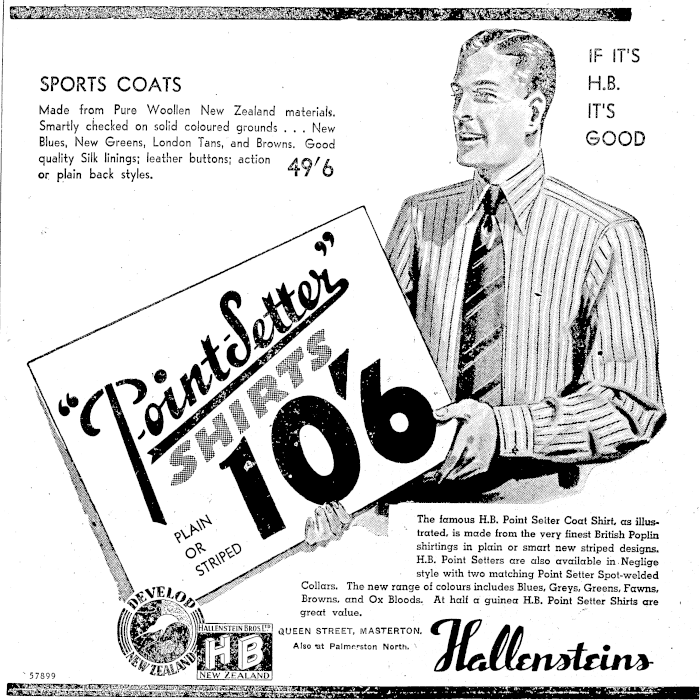 SPORTS COATS
Made from Pure Woollen New Zealand materials.
Smartly checked on solid coloured grounds . . . New
Blues, New Greens, London Tans, and Browns. Good
quality Silk linings; leather buttons; action
or plain back styles. 49'6
IF IT'S
H.B.
IT'S
GOOD
"Point-Setter"
SHIRTS
10'6
PLAIN
OR
STRIPED
The famous H.B. Point Setter Coat Shirt, as illus-
trated, is made from the very finest British Poplin
shirtings in plain or smart new striped designs.
H.B. Point Setters are also available in Neglige
style with two matching Point Setter Spot-welded
Collars. The new range of colours includes Blues, Greys, Greens, Fawns,
Browns, and Ox Bloods. At half a guinea H.B. Point Setter Shirts are
great value.
DEVELOP
NEW ZEALAND
HALLENSTEIN BROS LTD
HB
NEW ZEALAND
QUEEN STREET, MASTERTON.
Also at Palmerston North.
Hallensteins
57899